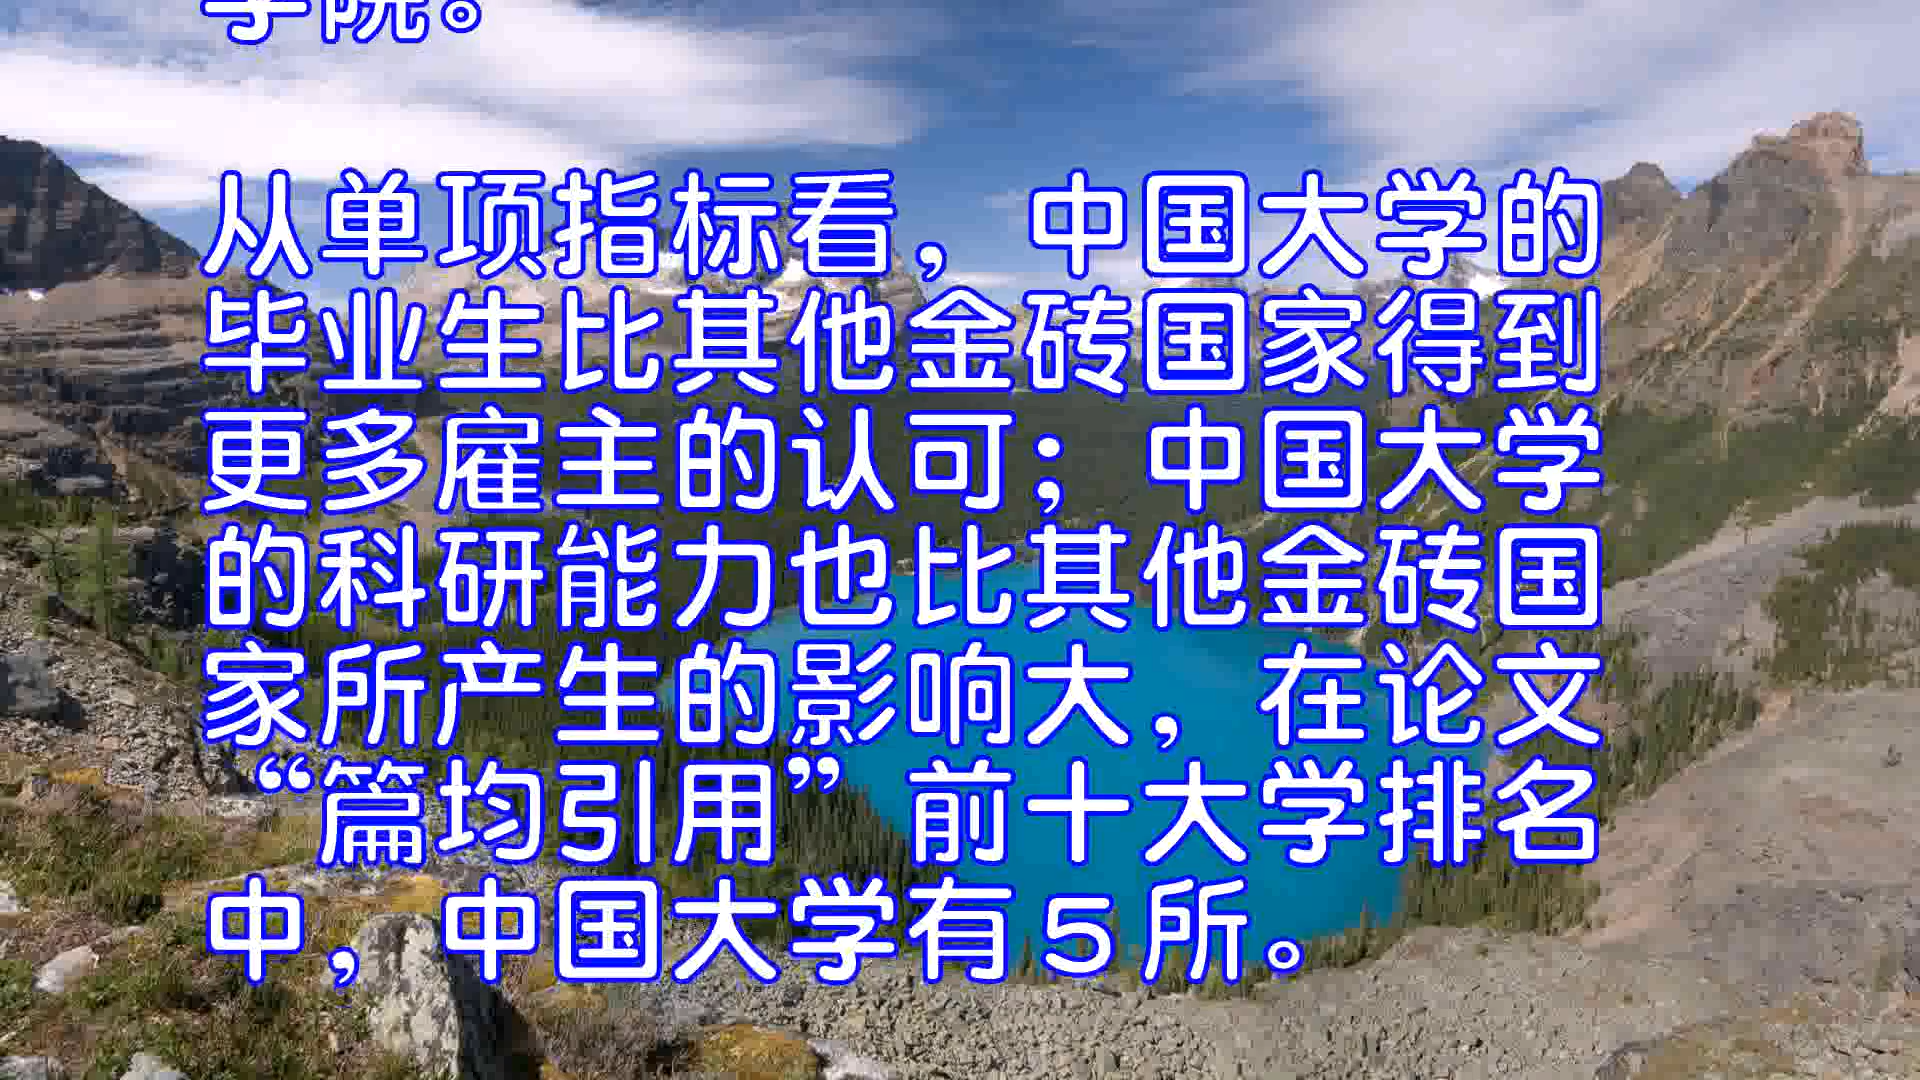 学院。
从单项指标看，中国大学的
毕业生比其他金砖国家得到
更多雇主的认可；中国大学
的科研能力也比其他金砖国
家所产生的影响大，在论文
“篇均引用”前十大学排名
中，中国大学有５所。